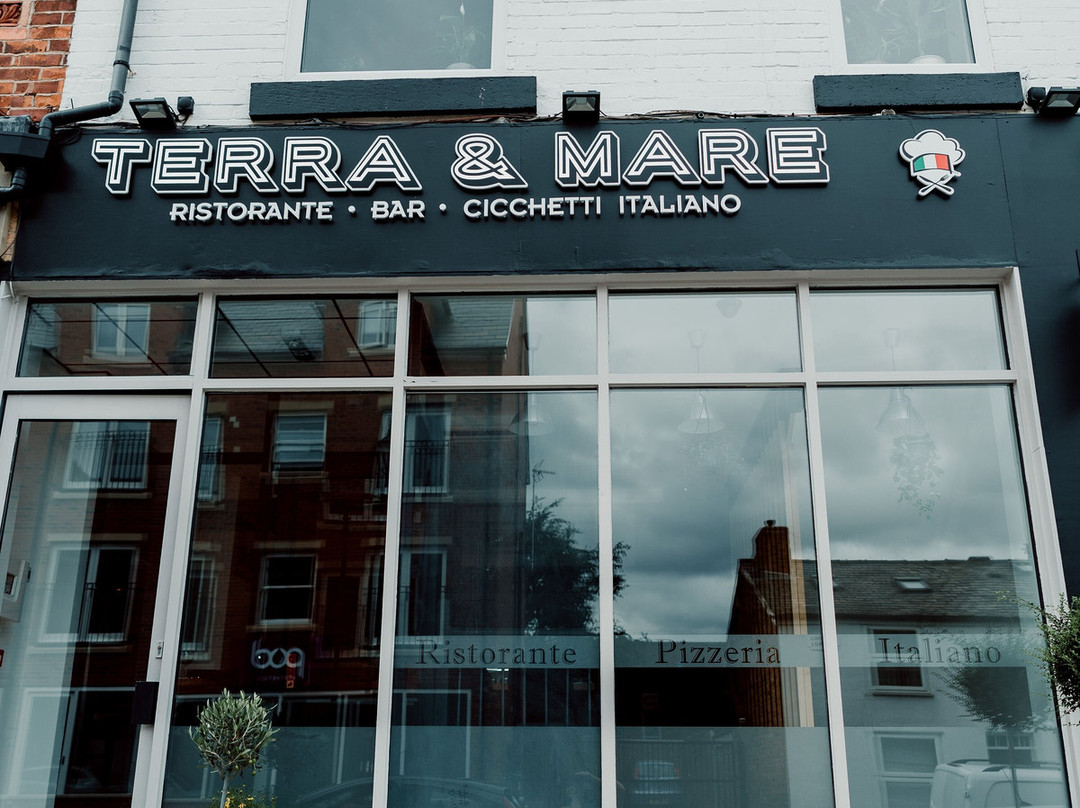 TERRA & MARE
RISTORANTE • BAR • CICCHETTI ITALIANO
Ristorante Pizzeria Italiano